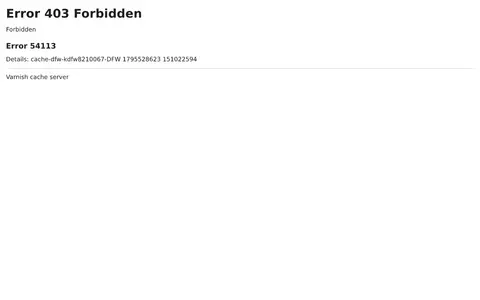 Error 403 Forbidden
Forbidden
Error 54113
Details: cache-dfw-kdfw8210067-DFW 1795528623 151022594
Varnish cache server